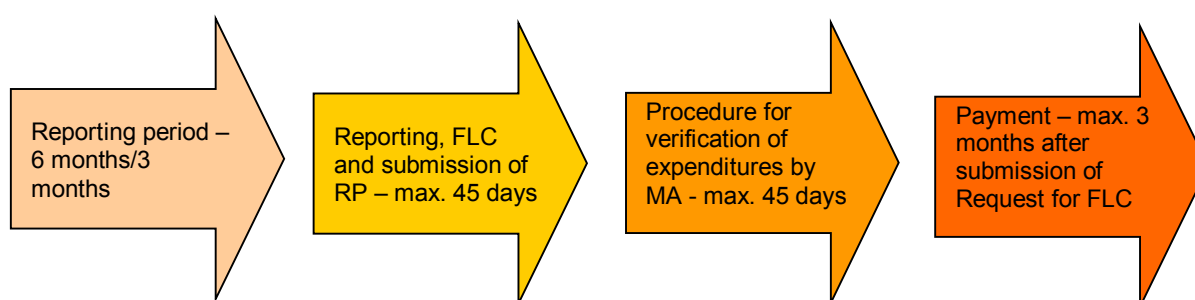 Reporting period –
6 months/3
months
Reporting, FLC
and submission of
RP – max. 45 days
Procedure for
verification of
expenditures by
MA - max. 45 days
Payment – max. 3
months after
submission of
Request for FLC